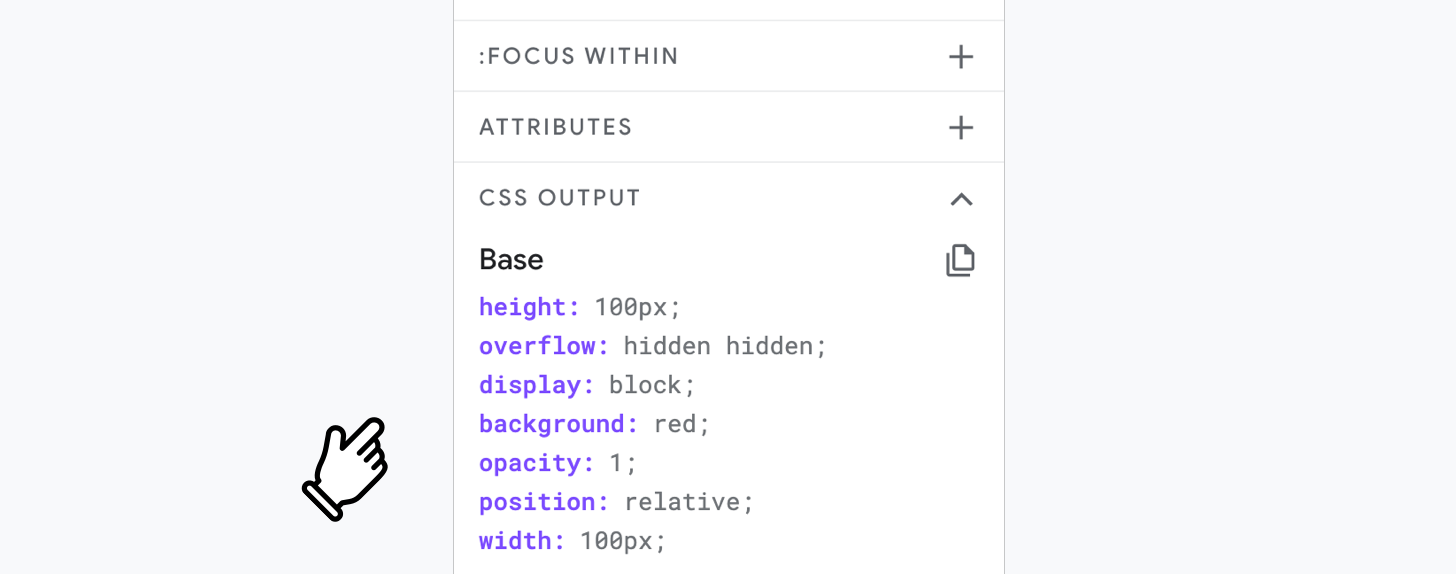 :FOCUS WITHIN
ATTRIBUTES
CSS OUTPUT
Base
height: 100px;
overflow: hidden hidden;
display: block;
background: red;
opacity: 1;
position: relative;
width: 100px;